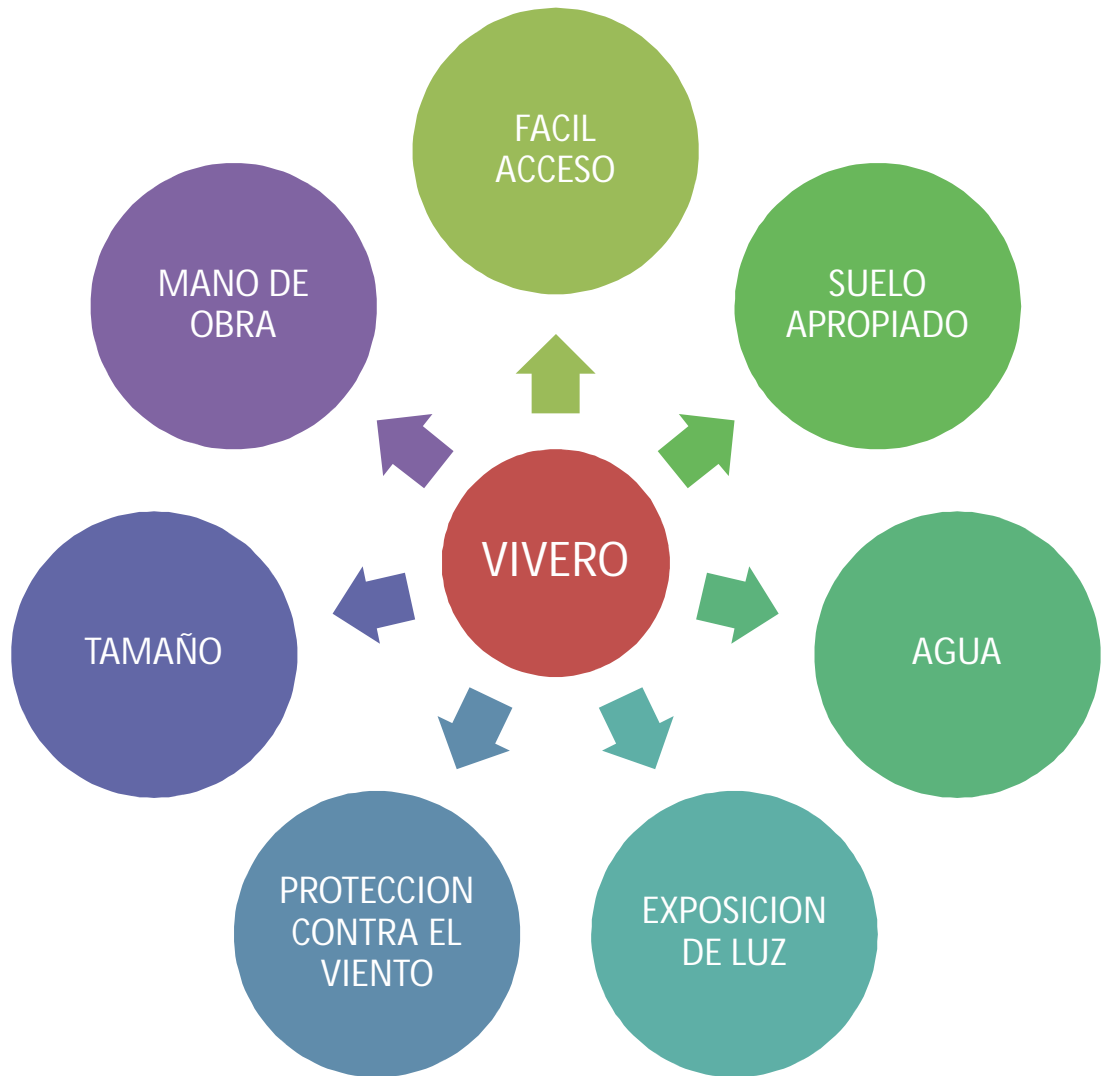 FACIL
ACCESO
SUELO
APROPIADO
AGUA
EXPOSICION
DE LUZ
PROTECCION
CONTRA EL
VIENTO
TAMAÑO
MANO DE
OBRA
VIVERO